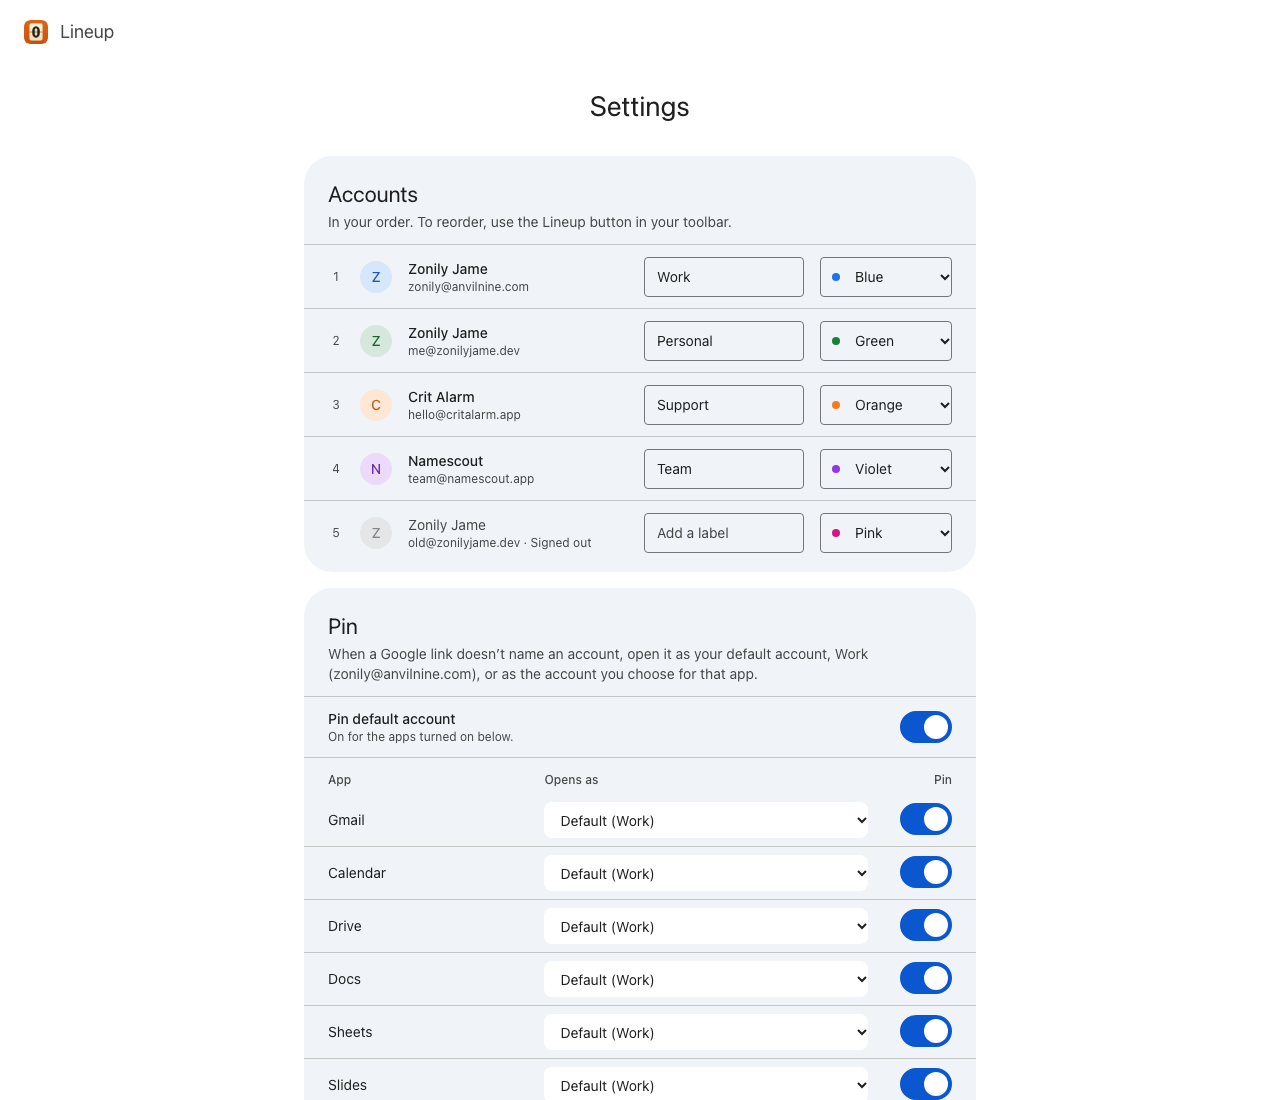 0
Lineup
Settings
Accounts
In your order. To reorder, use the Lineup button in your toolbar.
1 Z Zonily Jame Work Blue
zonily@anvilnine.com
2 Z Zonily Jame Personal Green
me@zonilyjame.dev
3 C Crit Alarm Support Orange
hello@critalarm.app
4 N Namescout Team Violet
team@namescout.app
5 Z Zonily Jame Add a label Pink
old@zonilyjame.dev · Signed out
Pin
When a Google link doesn’t name an account, open it as your default account, Work
(zonily@anvilnine.com), or as the account you choose for that app.
Pin default account
On for the apps turned on below.
App Opens as Pin
Gmail Default (Work)
Calendar Default (Work)
Drive Default (Work)
Docs Default (Work)
Sheets Default (Work)
Slides Default (Work)